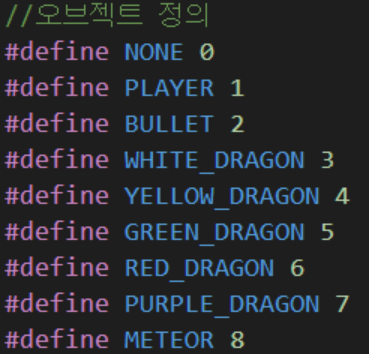 //오브젝트 정의
#define NONE 0
#define PLAYER 1
#define BULLET 2
#define WHITE_DRAGON 3
#define YELLOW_DRAGON 4
#define GREEN_DRAGON 5
#define RED_DRAGON 6
#define PURPLE_DRAGON 7
#define METEOR 8